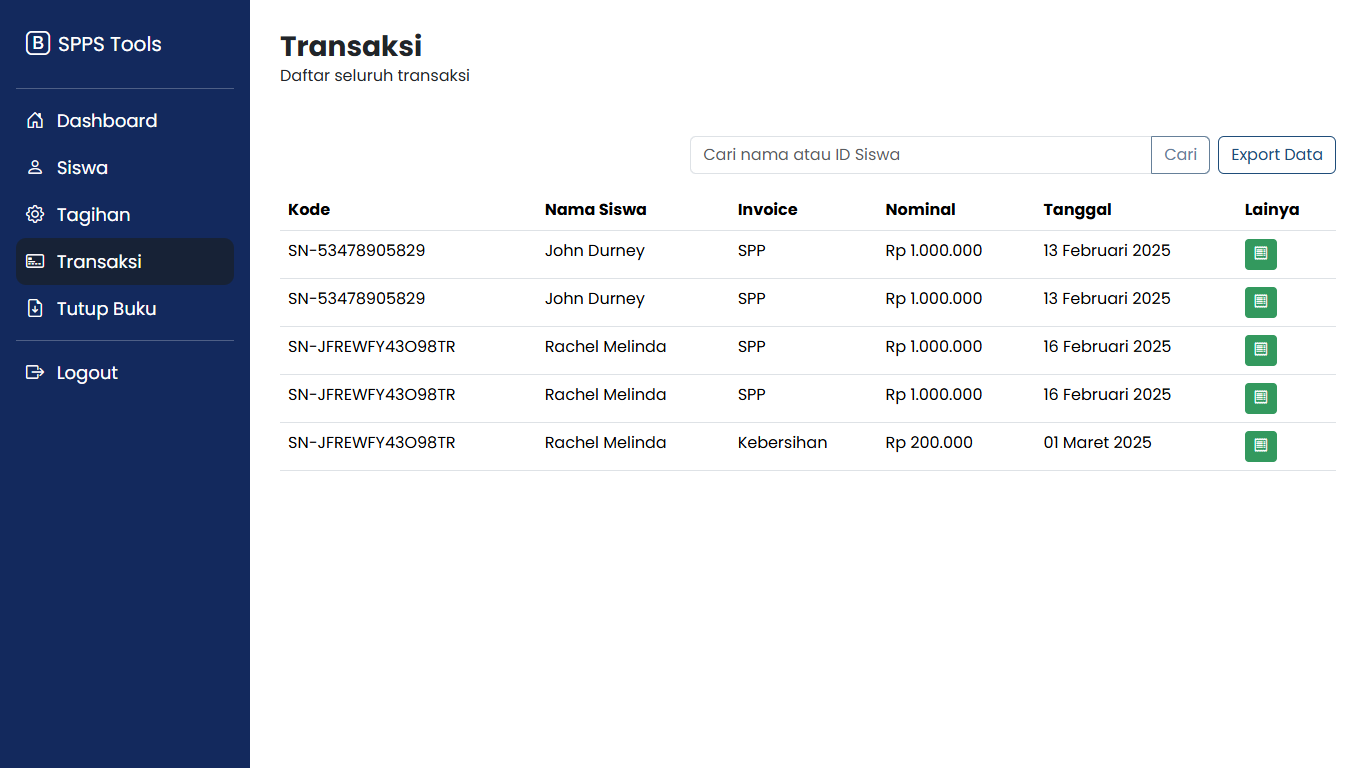 B SPPS Tools
Dashboard
Siswa
Tagihan
Transaksi
Tutup Buku
Logout
Transaksi
Daftar seluruh transaksi
Cari nama atau ID Siswa Cari Export Data
Kode Nama Siswa Invoice Nominal Tanggal Lainya
SN-53478905829 John Durney SPP Rp 1.000.000 13 Februari 2025
SN-53478905829 John Durney SPP Rp 1.000.000 13 Februari 2025
SN-JFREWFY43O98TR Rachel Melinda SPP Rp 1.000.000 16 Februari 2025
SN-JFREWFY43O98TR Rachel Melinda SPP Rp 1.000.000 16 Februari 2025
SN-JFREWFY43O98TR Rachel Melinda Kebersihan Rp 200.000 01 Maret 2025